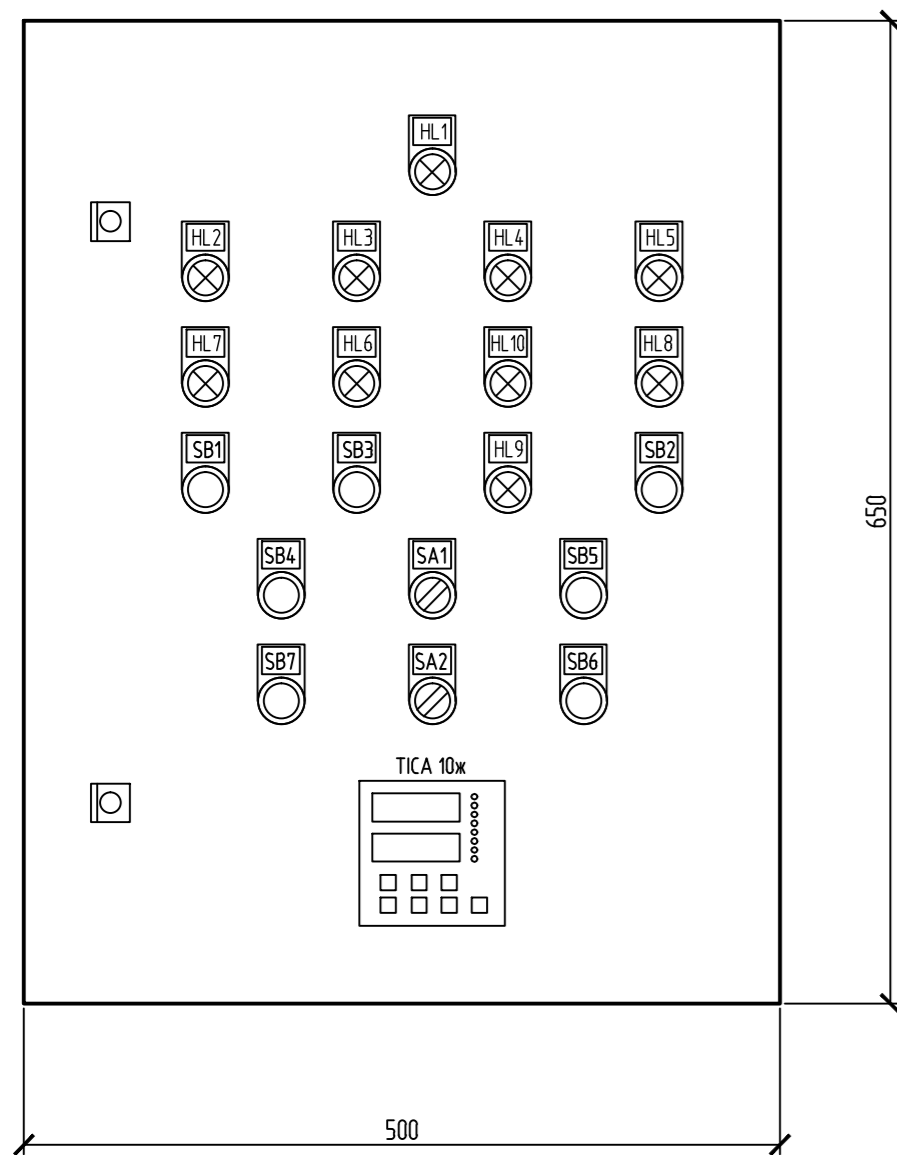 HL1
HL2 HL3 HL4 HL5
HL7 HL6 HL10 HL8
SB1 SB3 HL9 SB2
650
SB4 SA1 SB5
SB7 SA2 SB6
TICA 10ж
500